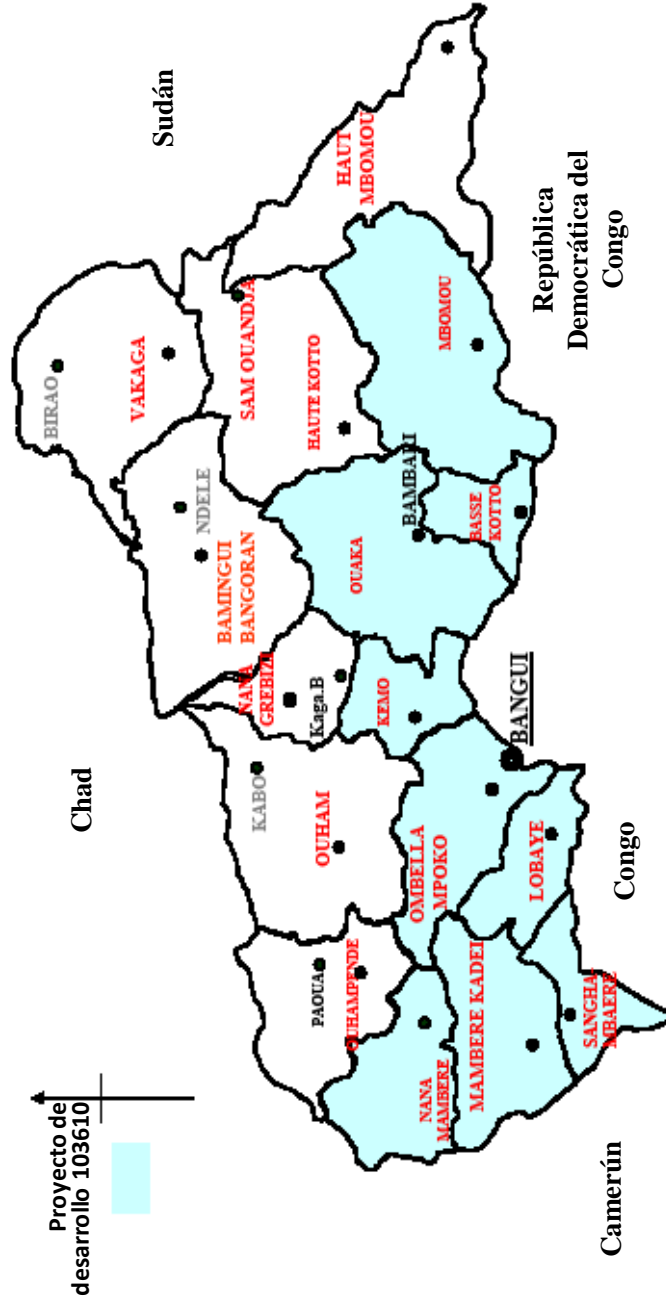 Proyecto de
desarrollo 103610
Chad
Sudán
BIRAO
VAKAGA
NDELE
BAMINGUI
BANGORAN
SAM OUANDJA
HAUTE KOTTO
HAUT
MBOMOU
NANA
GREBIZI
Kaga.B
KABO
OUHAM
PAOUA
OUHAMPENDE
OUAKA
BAMBARI
BASSE
KOTTO
MBOMOU
KEMO
OMBELLA
MPOKO
BANGUI
LOBAYE
NANA
MAMBERE
MAMBERE KADEI
SANGHA-
MBAERE
Camerún
Congo
República
Democrática del
Congo